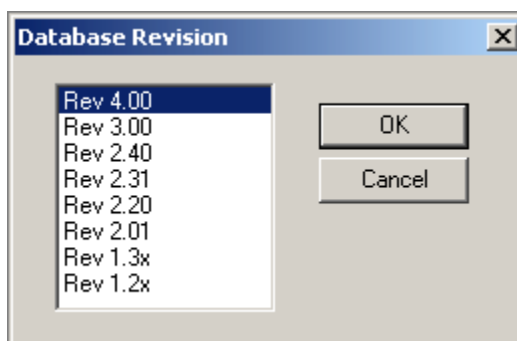 Database Revision
Rev 4.00
Rev 3.00
Rev 2.40
Rev 2.31
Rev 2.20
Rev 2.01
Rev 1.3x
Rev 1.2x
OK
Cancel